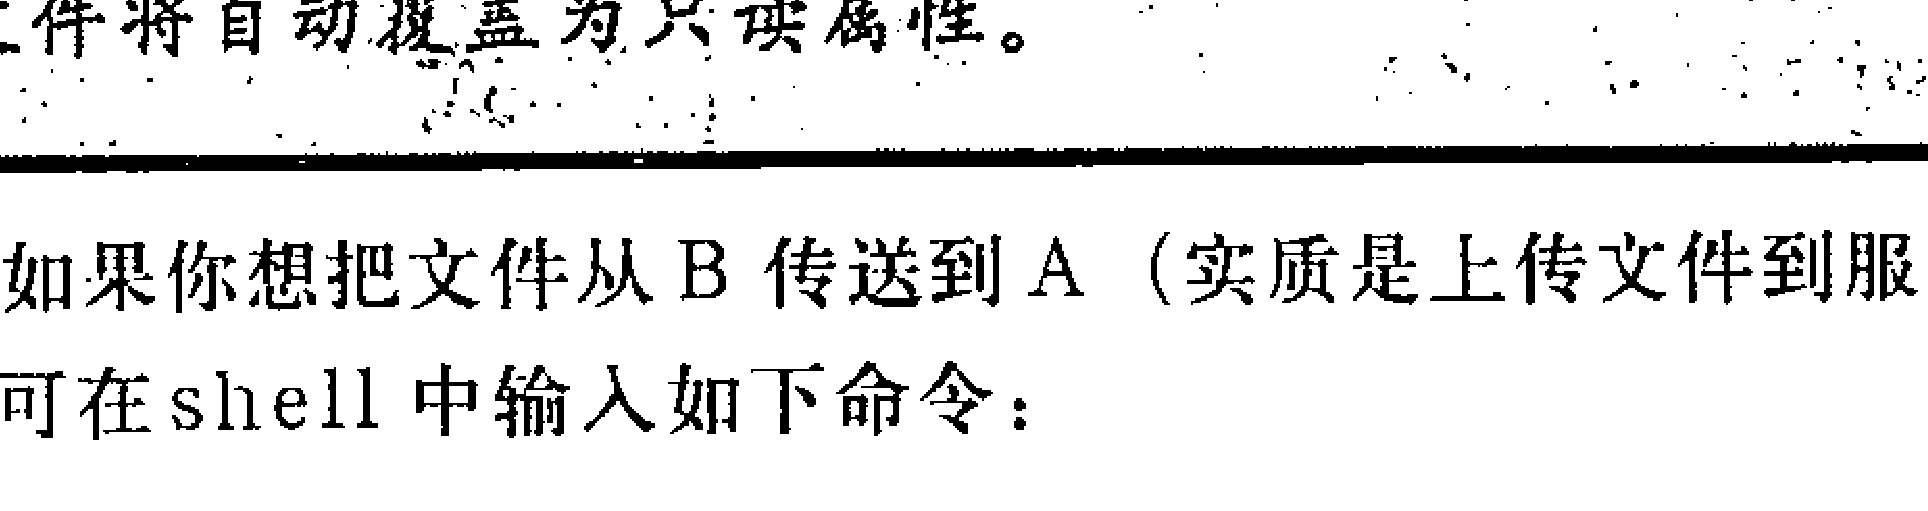 件将自动覆盖为只读属性。
如果你想把文件从 B 传送到 A （实质是上传文件到服
可在shell 中输入如下命令：